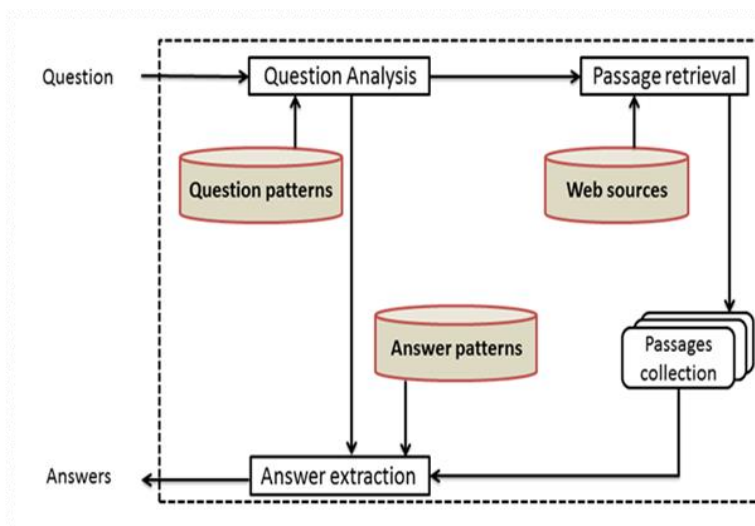 Question
Question Analysis
Passage retrieval
Question patterns
Web sources
Answer patterns
Passages
collection
Answers
Answer extraction